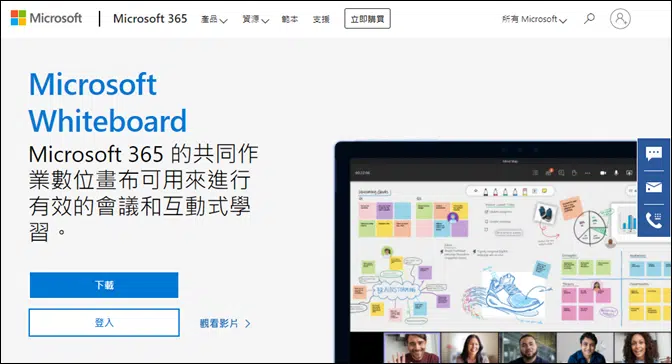 Microsoft
Microsoft 365
產品
資源
範本
支援
立即購買
所有 Microsoft
Microsoft
Whiteboard
Microsoft 365 的共同作
業數位畫布可用來進行
有效的會議和互動式學
習。
下載
登入
觀看影片
BRAINSTORMING